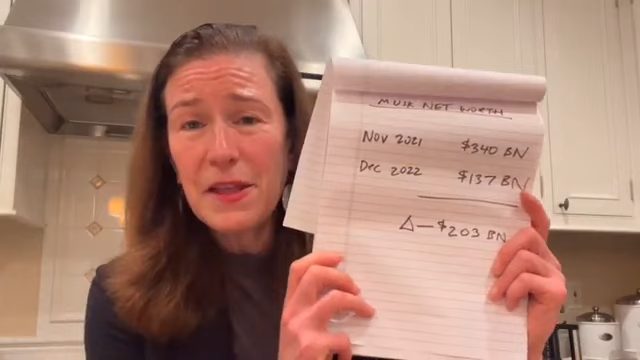 MUSK NET WORTH
NOV 2021 $340 BN
DEC 2022 $137 BN
Δ—$203 BN